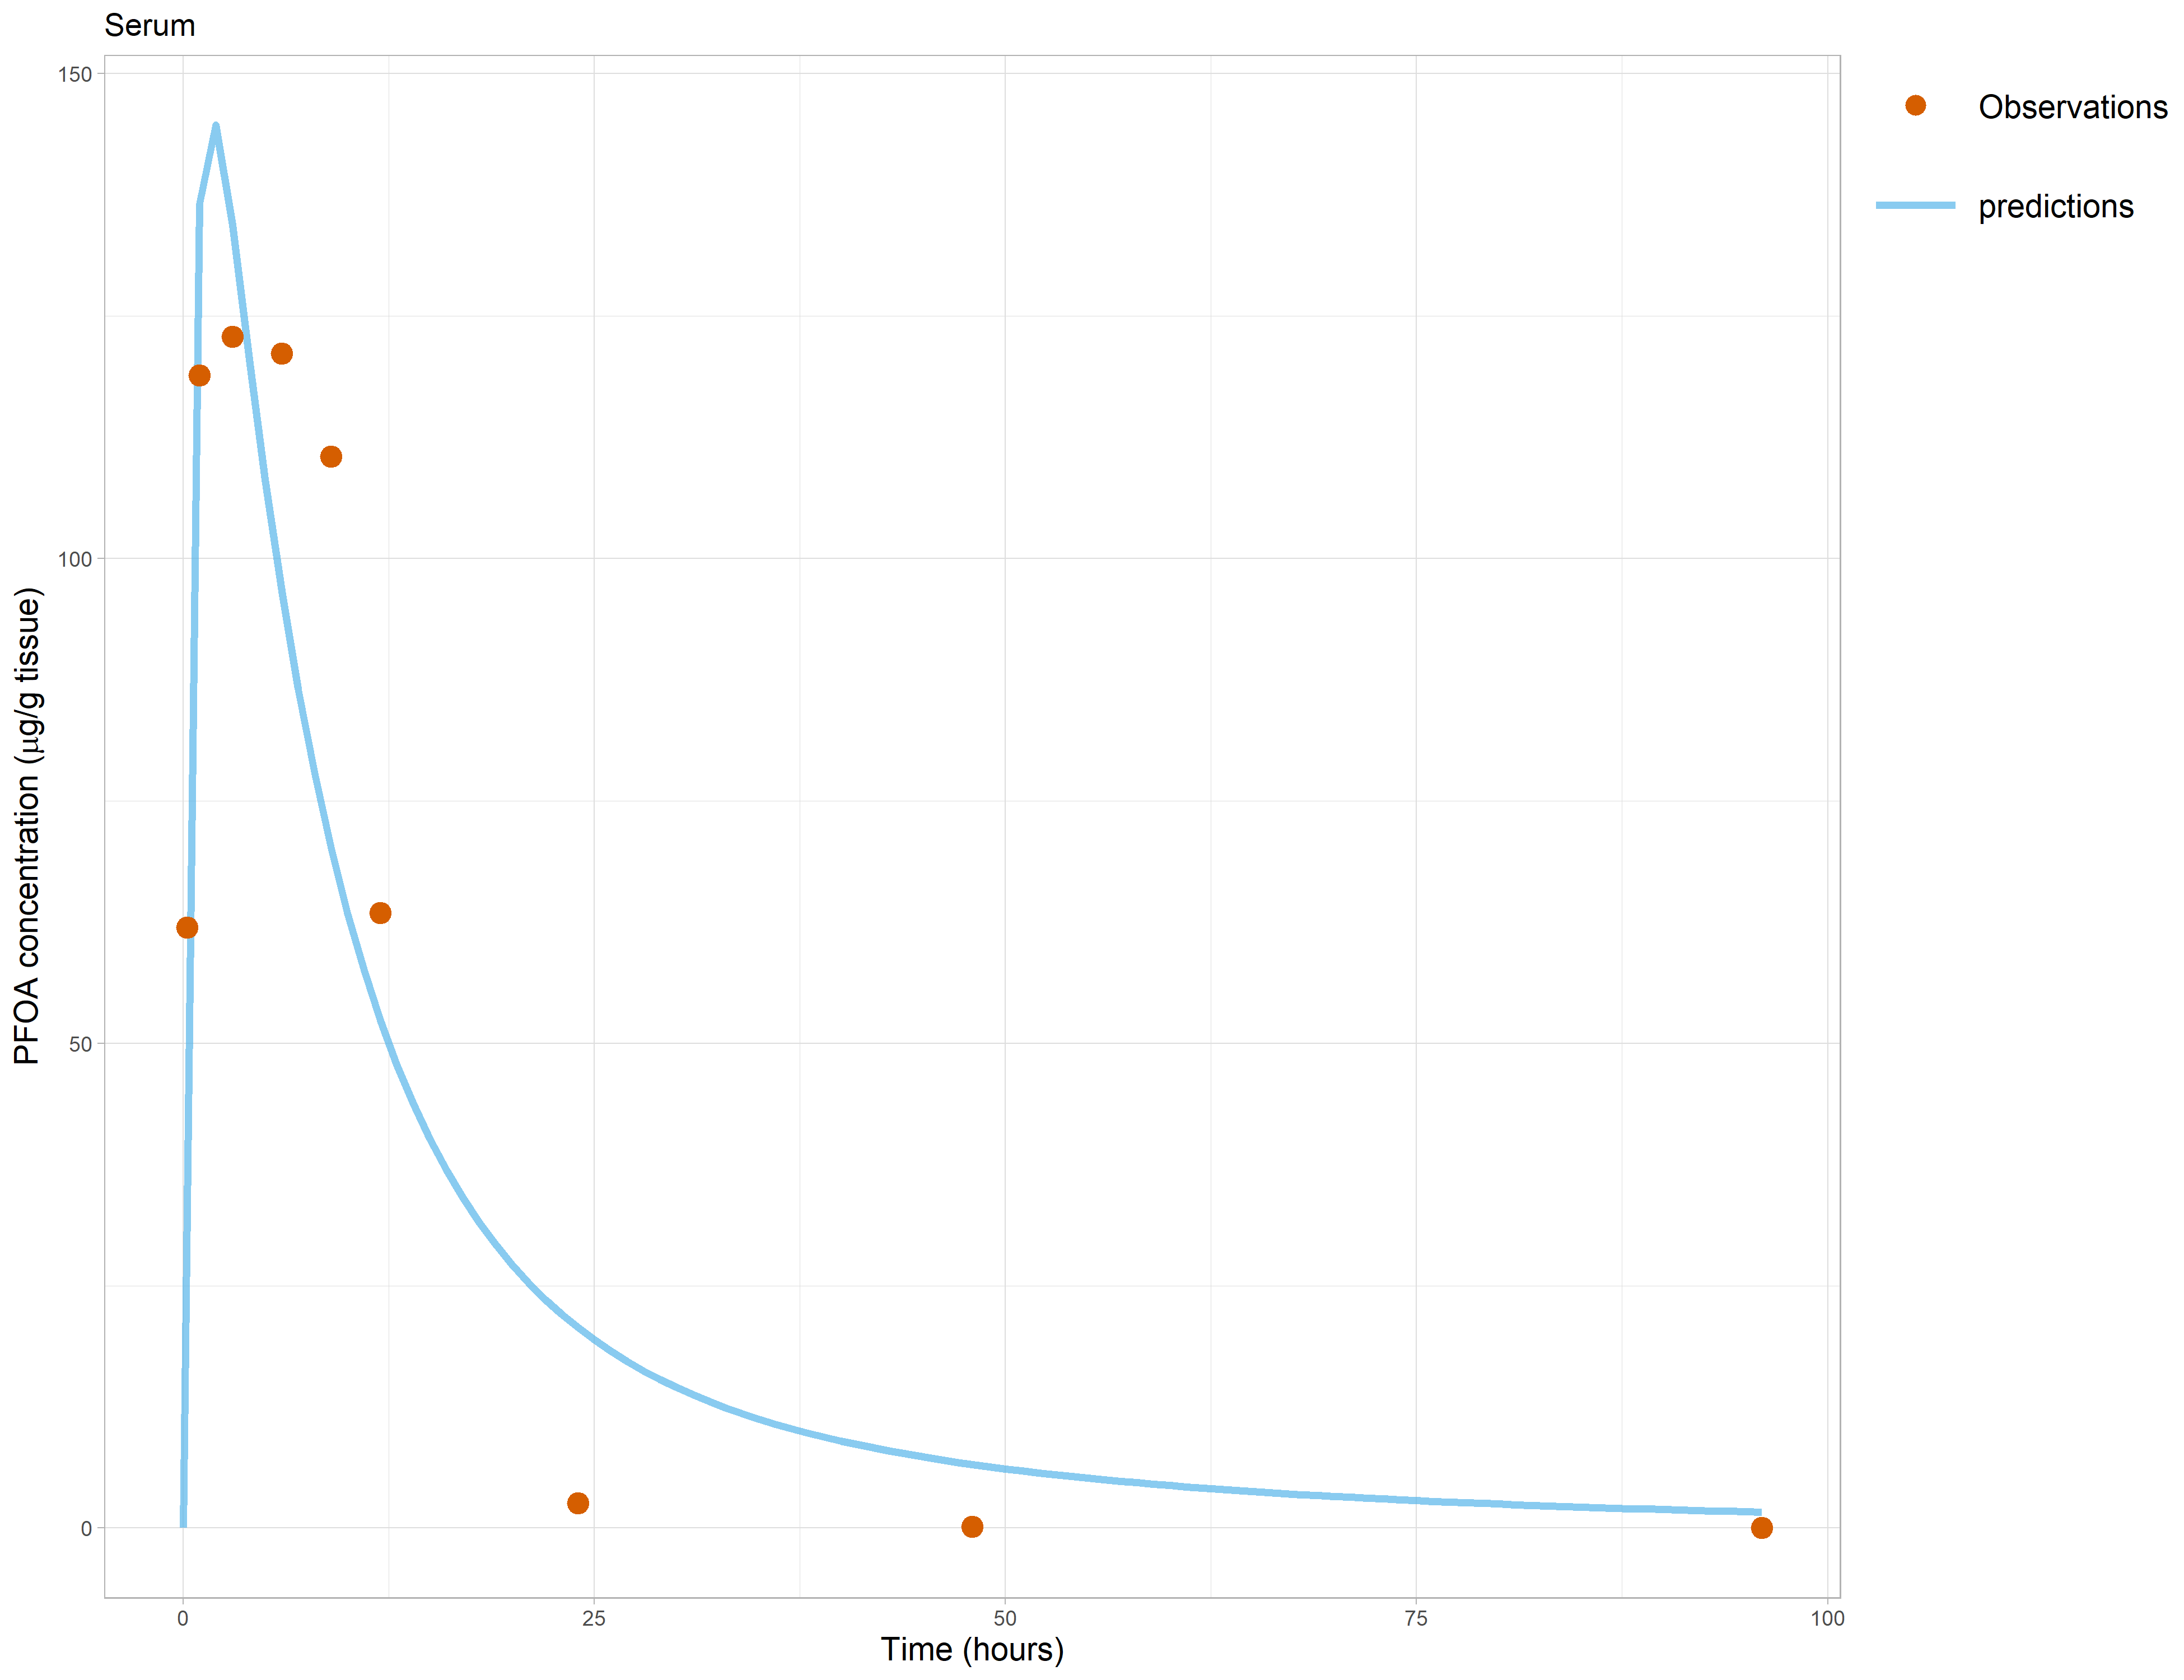 Serum
150
100
50
0
PFOA concentration (μg/g tissue)
0 25 50 75 100
Time (hours)
Observations
predictions